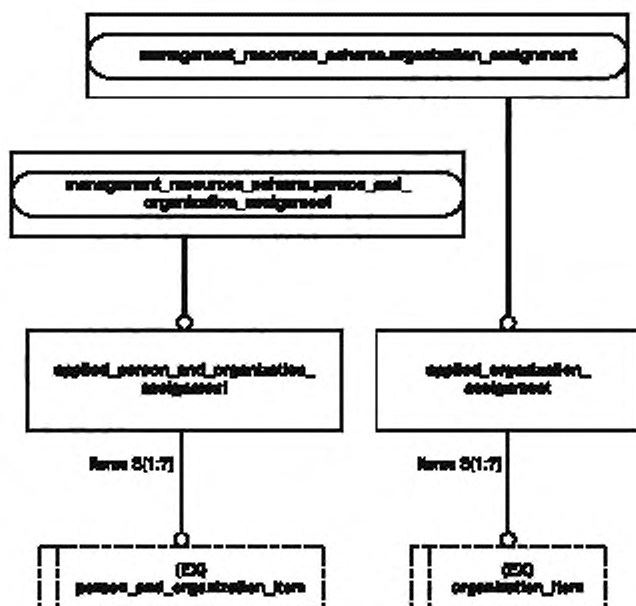 management_resources_schema.organization_assignment
management_resources_schema.person_and_
organization_assignment
applied_person_and_organization_
assignment
applied_organization_
assignment
items S[1:?]
items S[1:?]
(EX)
person_and_organization_item
(EX)
organization_item